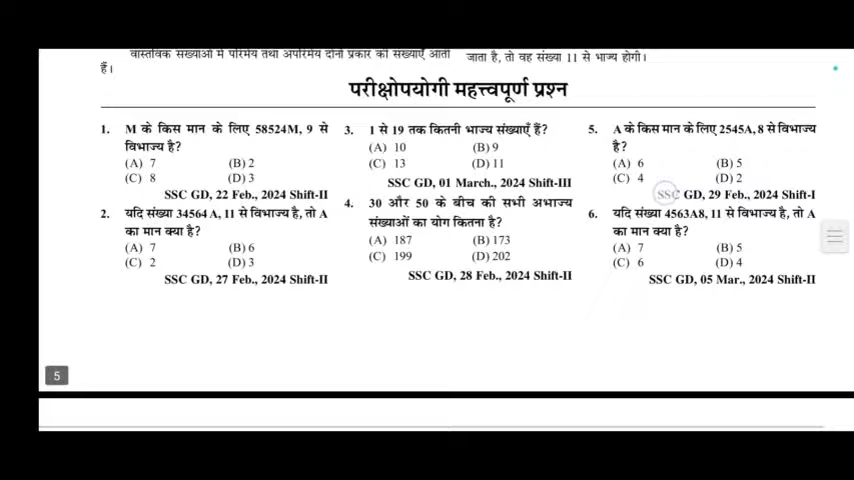 वास्तविक संख्याओं में परिमेय तथा अपरिमेय दोनों प्रकार की संख्याएँ आती
हैं।
जाता है, तो वह संख्या 11 से भाज्य होगी।
परीक्षोपयोगी महत्त्वपूर्ण प्रश्न
1. M के किस मान के लिए 58524M, 9 से
विभाज्य है?
(A) 7 (B) 2
(C) 8 (D) 3
SSC GD, 22 Feb., 2024 Shift-II
2. यदि संख्या 34564 A, 11 से विभाज्य है, तो A
का मान क्या है?
(A) 7 (B) 6
(C) 2 (D) 3
SSC GD, 27 Feb., 2024 Shift-II
3. 1 से 19 तक कितनी भाज्य संख्याएँ हैं?
(A) 10 (B) 9
(C) 13 (D) 11
SSC GD, 01 March., 2024 Shift-III
4. 30 और 50 के बीच की सभी अभाज्य
संख्याओं का योग कितना है?
(A) 187 (B) 173
(C) 199 (D) 202
SSC GD, 28 Feb., 2024 Shift-II
5. A के किस मान के लिए 2545A, 8 से विभाज्य
है?
(A) 6 (B) 5
(C) 4 (D) 2
SSC GD, 29 Feb., 2024 Shift-I
6. यदि संख्या 4563A8, 11 से विभाज्य है, तो A
का मान क्या है?
(A) 7 (B) 5
(C) 6 (D) 4
SSC GD, 05 Mar., 2024 Shift-II
5